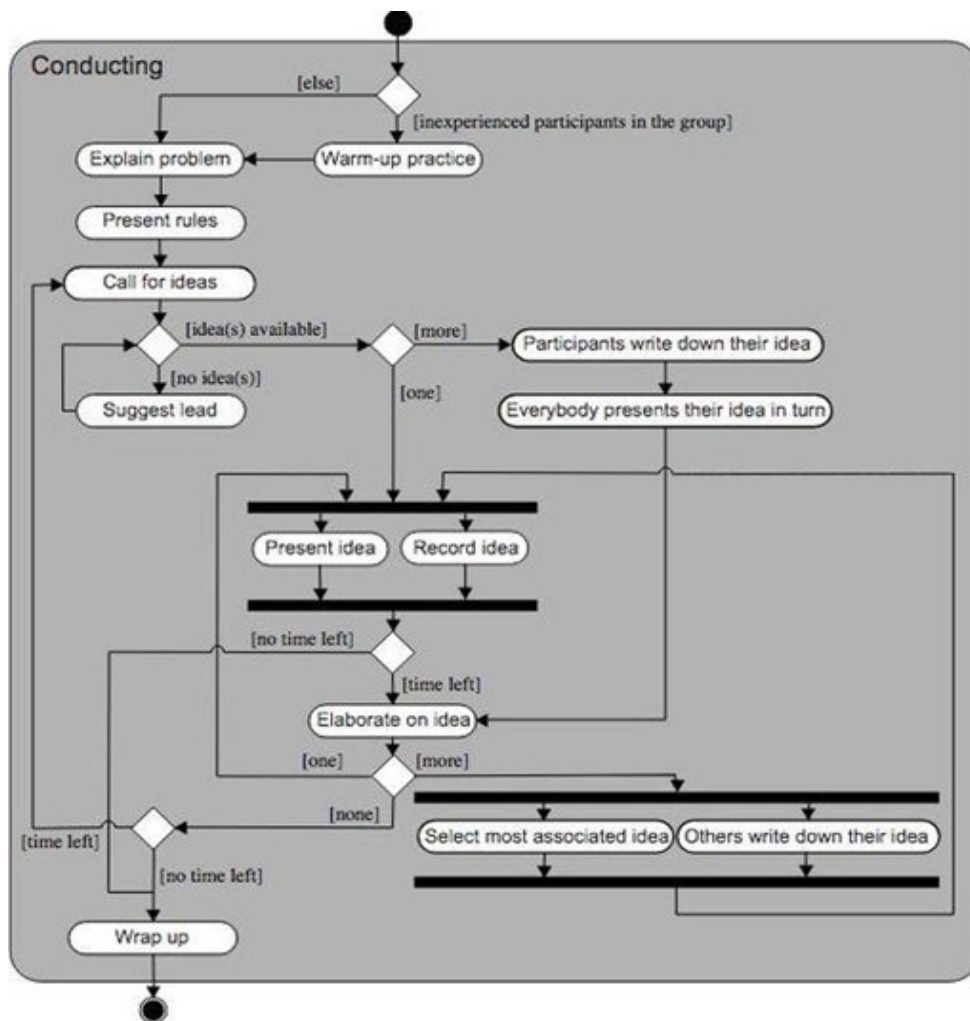 Conducting
[else]
[inexperienced participants in the group]
Explain problem
Warm-up practice
Present rules
Call for ideas
[idea(s) available]
[more]
Participants write down their idea
[no idea(s)]
[one]
Suggest lead
Everybody presents their idea in turn
Present idea
Record idea
[no time left]
[time left]
Elaborate on idea
[one]
[more]
[none]
[time left]
Select most associated idea
Others write down their idea
[no time left]
Wrap up